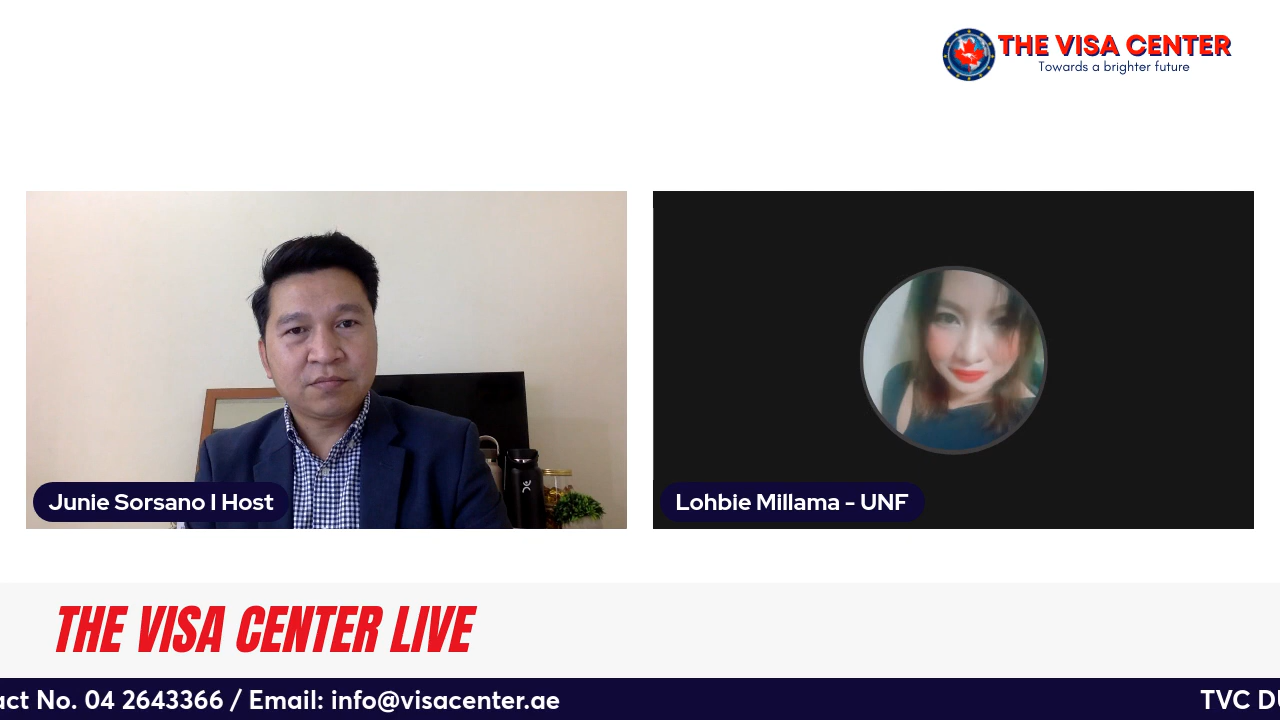 THE VISA CENTER
Towards a brighter future
Junie Sorsano I Host
Lohbie Millama - UNF
THE VISA CENTER LIVE
act No. 04 2643366 / Email: info@visacenter.ae
TVC DU